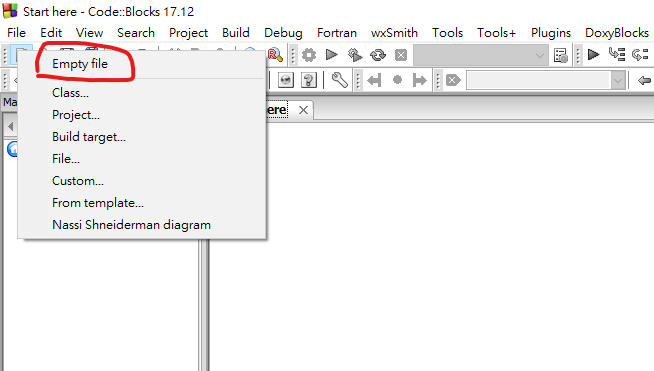 Start here - Code::Blocks 17.12
File Edit View Search Project Build Debug Fortran wxSmith Tools Tools+ Plugins DoxyBlocks
Empty file
Class...
Project...
Build target...
File...
Custom...
From template...
Nassi Shneiderman diagram
Ma
ere